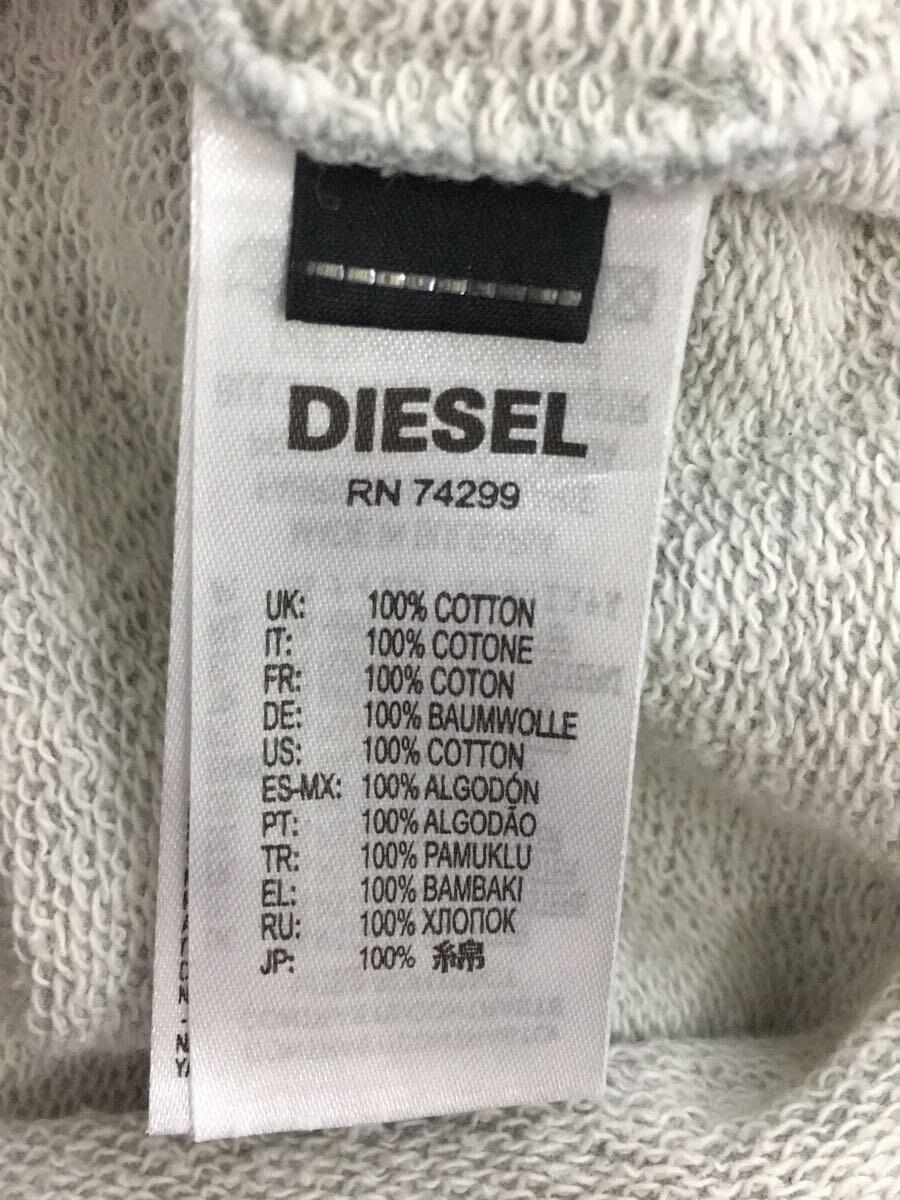 DIESEL
RN 74299
UK: 100% COTTON
IT: 100% COTONE
FR: 100% COTON
DE: 100% BAUMWOLLE
US: 100% COTTON
ES-MX: 100% ALGODÓN
PT: 100% ALGODÃO
TR: 100% PAMUKLU
EL: 100% BAMBAKI
RU: 100% ХЛОПОК
JP: 100% 綿